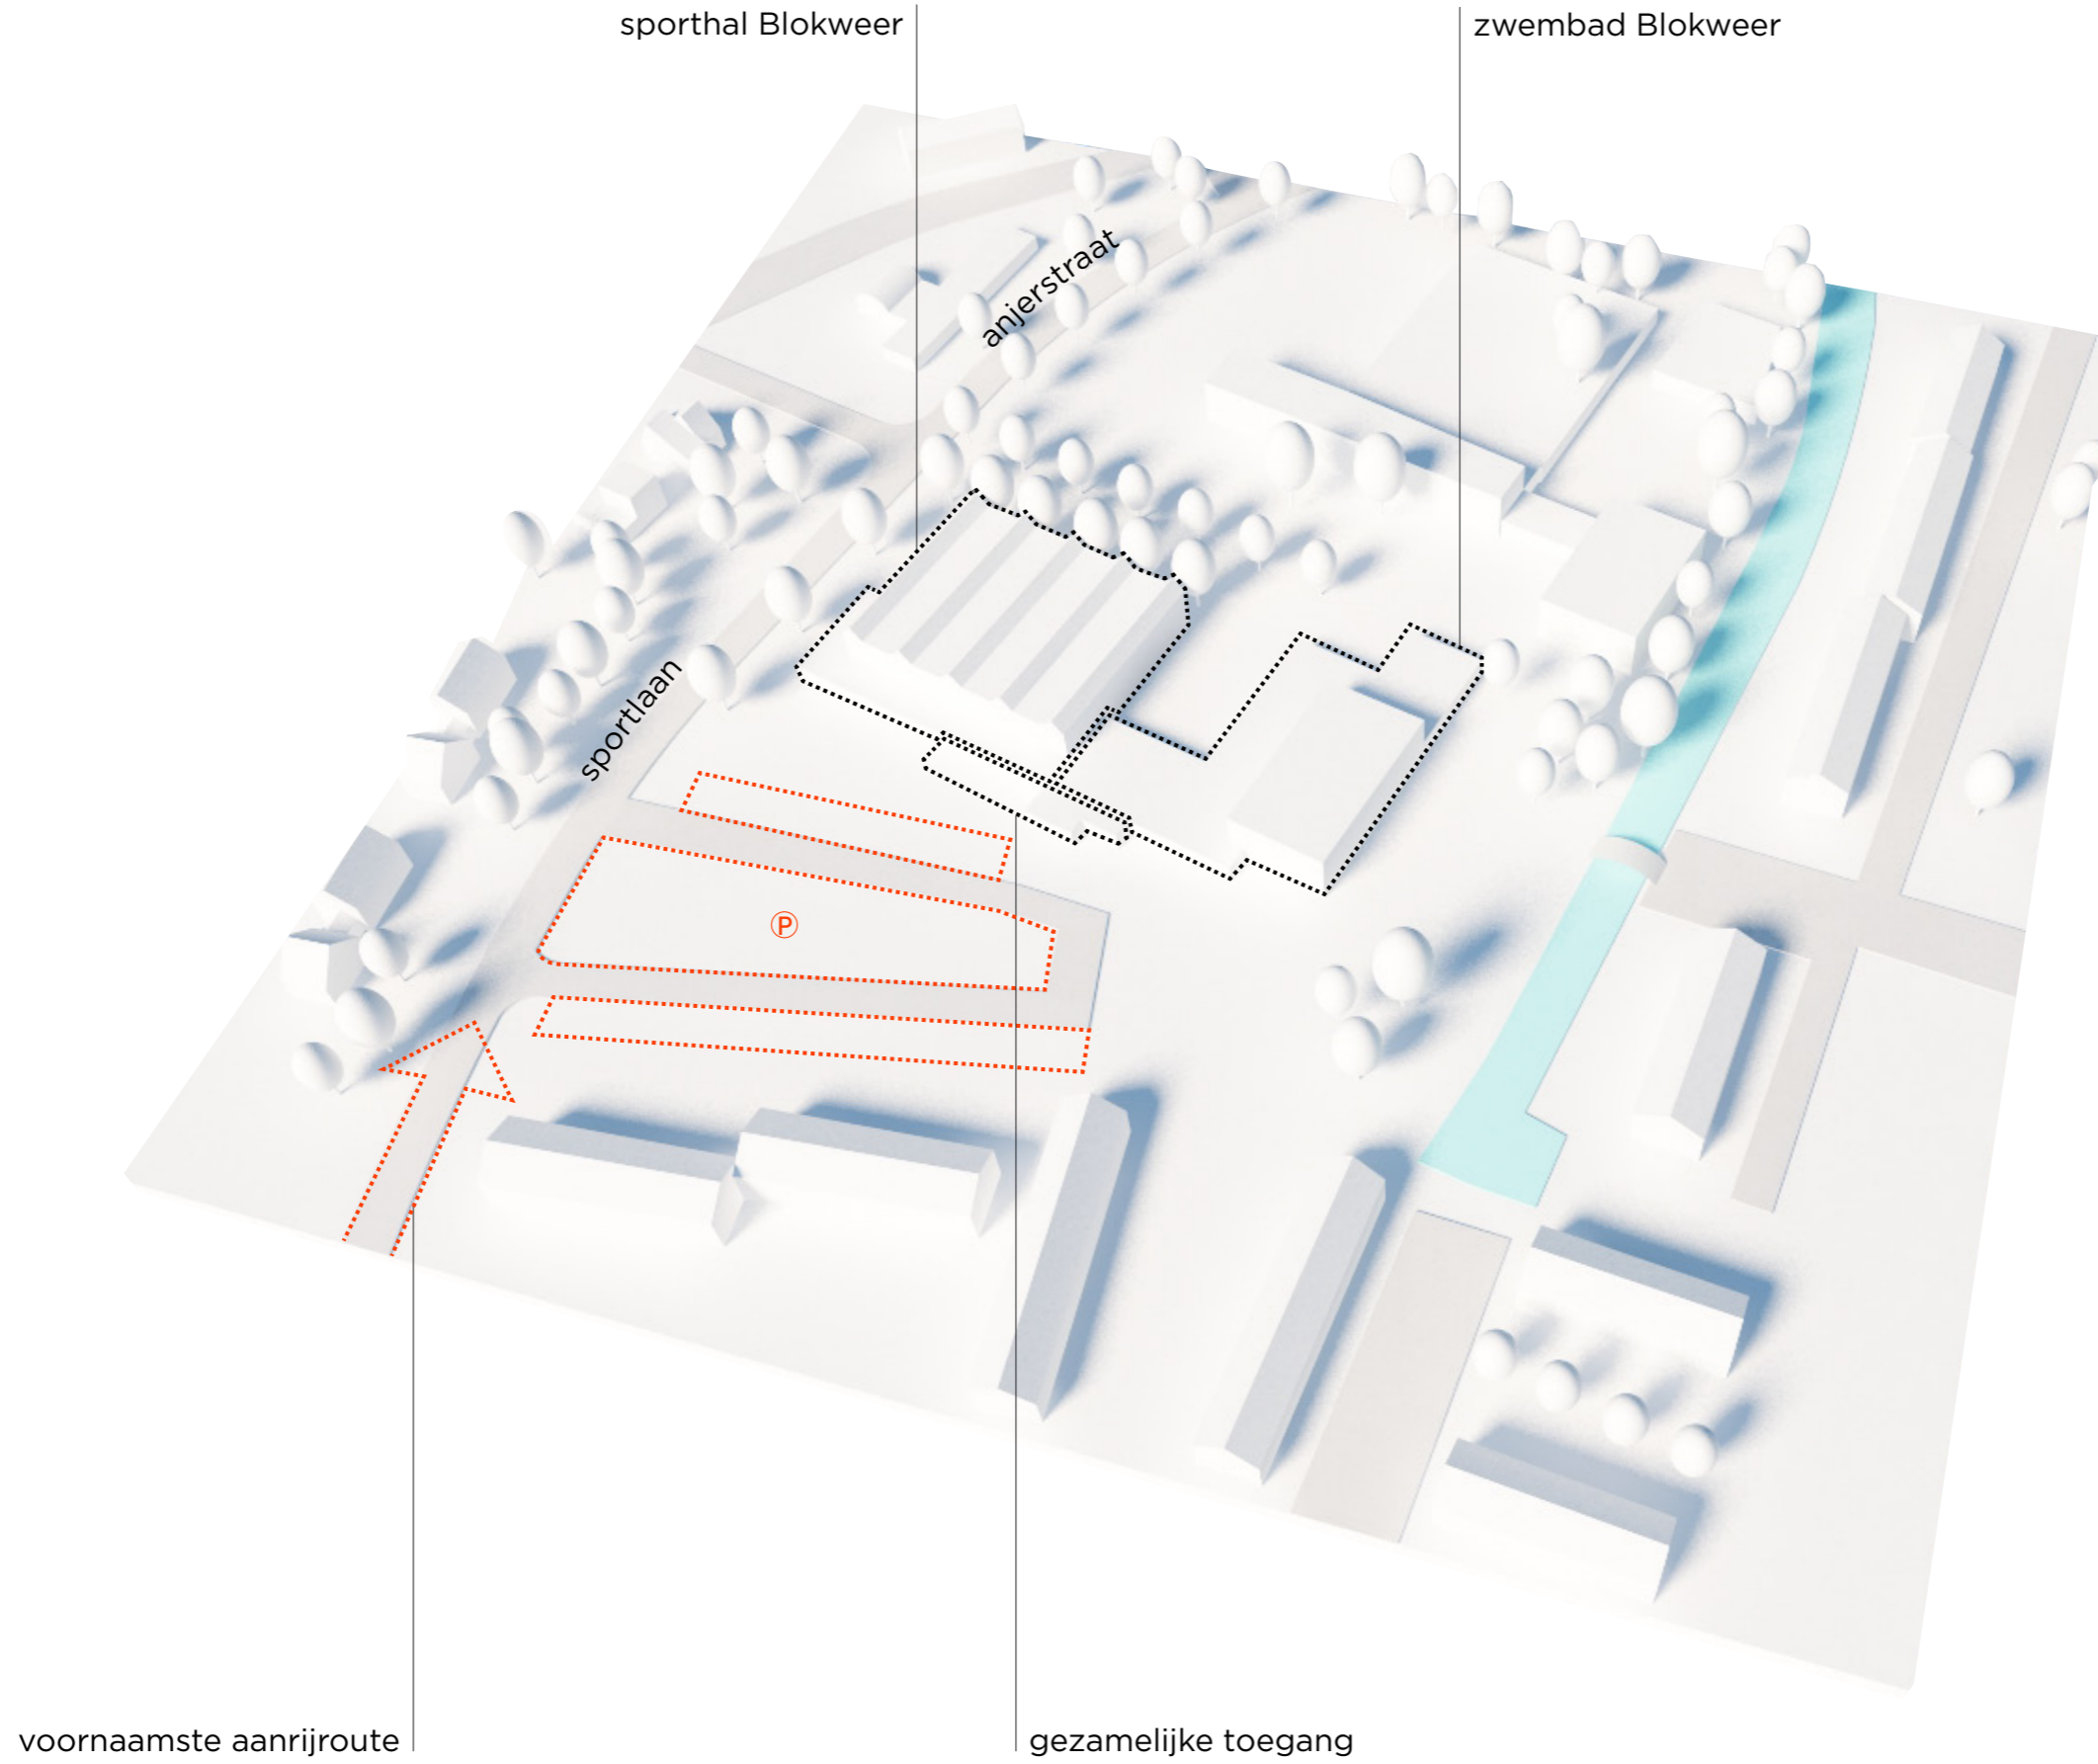 sporthal Blokweer
zwembad Blokweer
anjerstraat
sportlaan
P
voornaamste aanrijroute
gezamelijke toegang